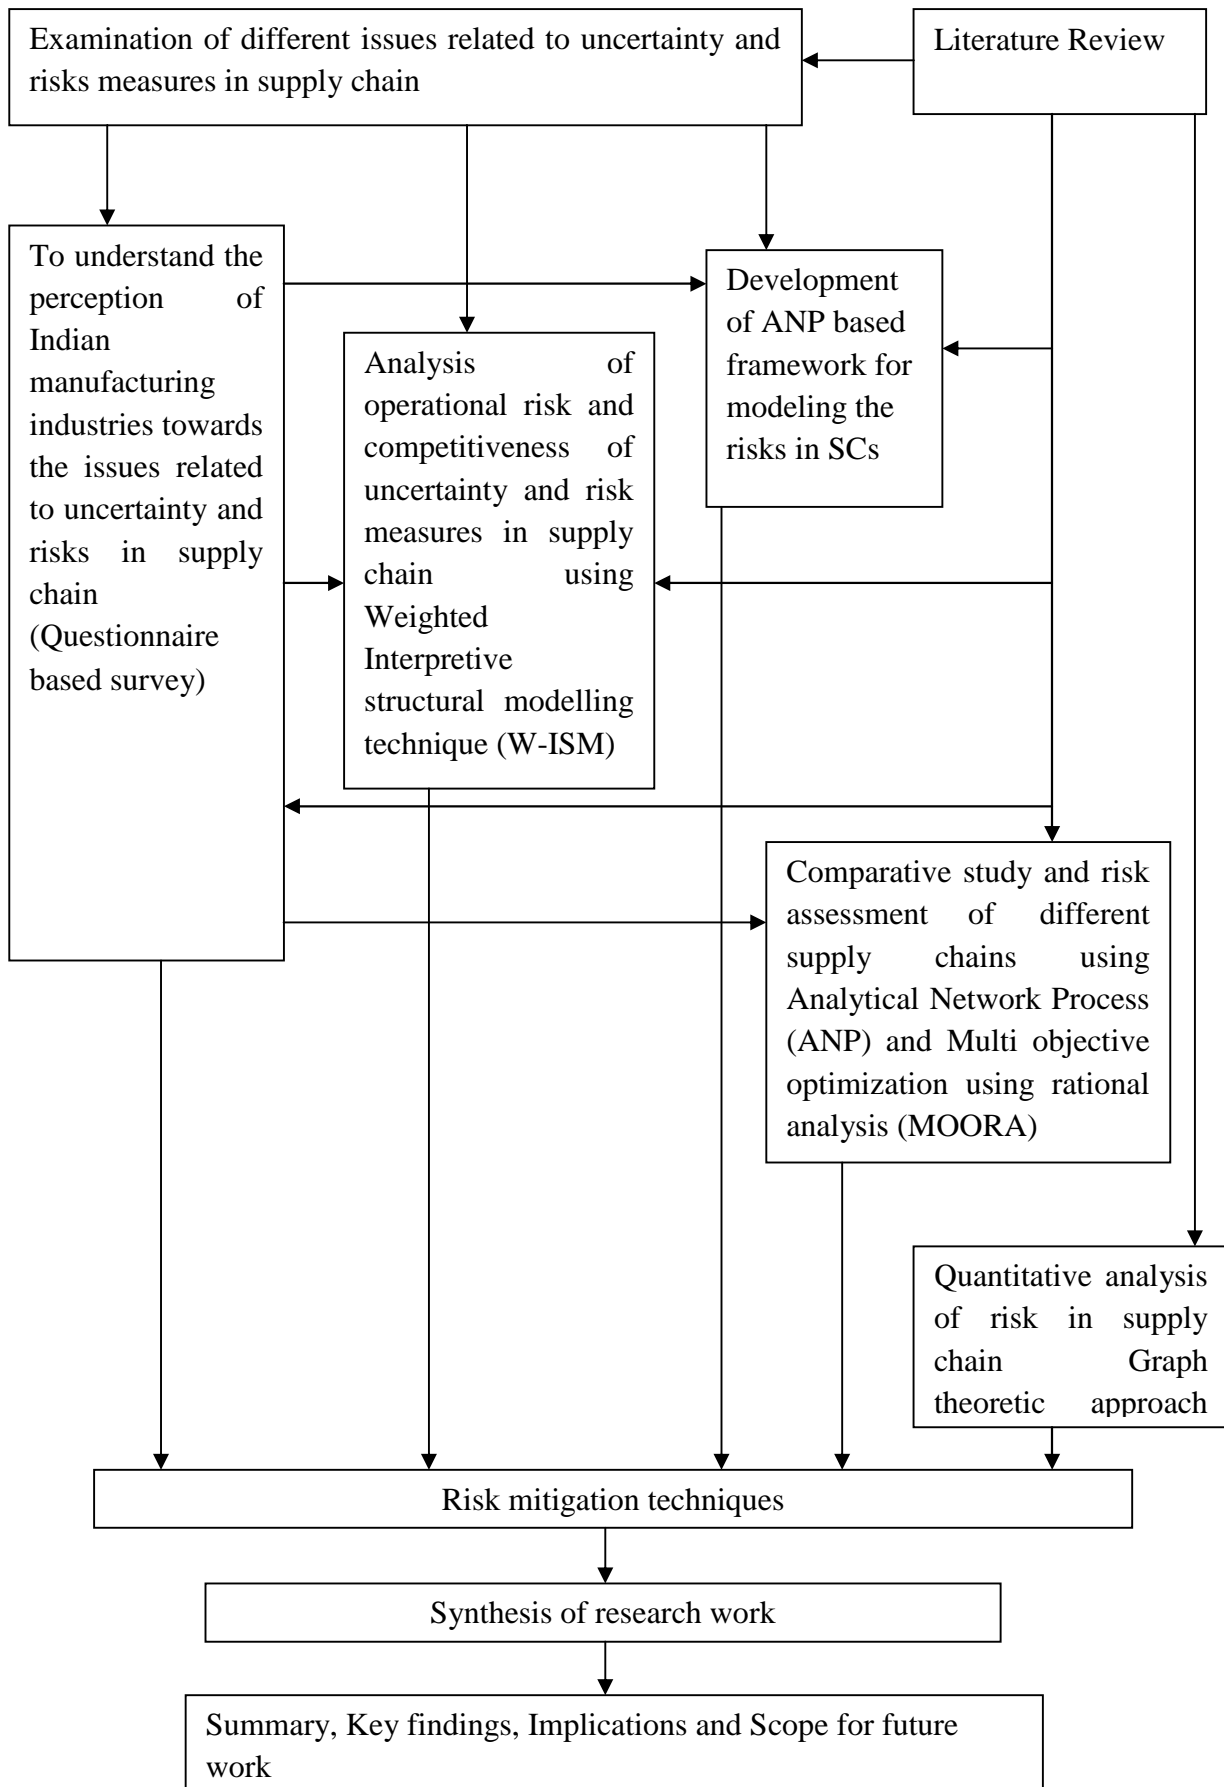 Examination of different issues related to uncertainty and
risks measures in supply chain
Literature Review
To understand the
perception of
Indian
manufacturing
industries towards
the issues related
to uncertainty and
risks in supply
chain
(Questionnaire
based survey)
Analysis of
operational risk and
competitiveness of
uncertainty and risk
measures in supply
chain using
Weighted
Interpretive
structural modelling
technique (W-ISM)
Development
of ANP based
framework for
modeling the
risks in SCs
Comparative study and risk
assessment of different
supply chains using
Analytical Network Process
(ANP) and Multi objective
optimization using rational
analysis (MOORA)
Quantitative analysis
of risk in supply
chain Graph
theoretic approach
Risk mitigation techniques
Synthesis of research work
Summary, Key findings, Implications and Scope for future
work